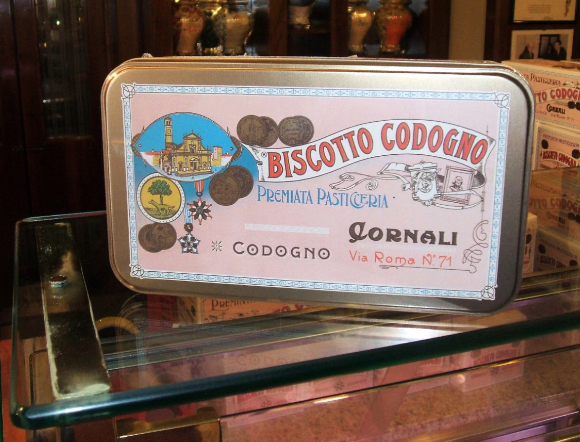 BISCOTTO CODOGNO
PREMIATA PASTICCERIA
CORNALI
CODOGNO
Via Roma N° 71